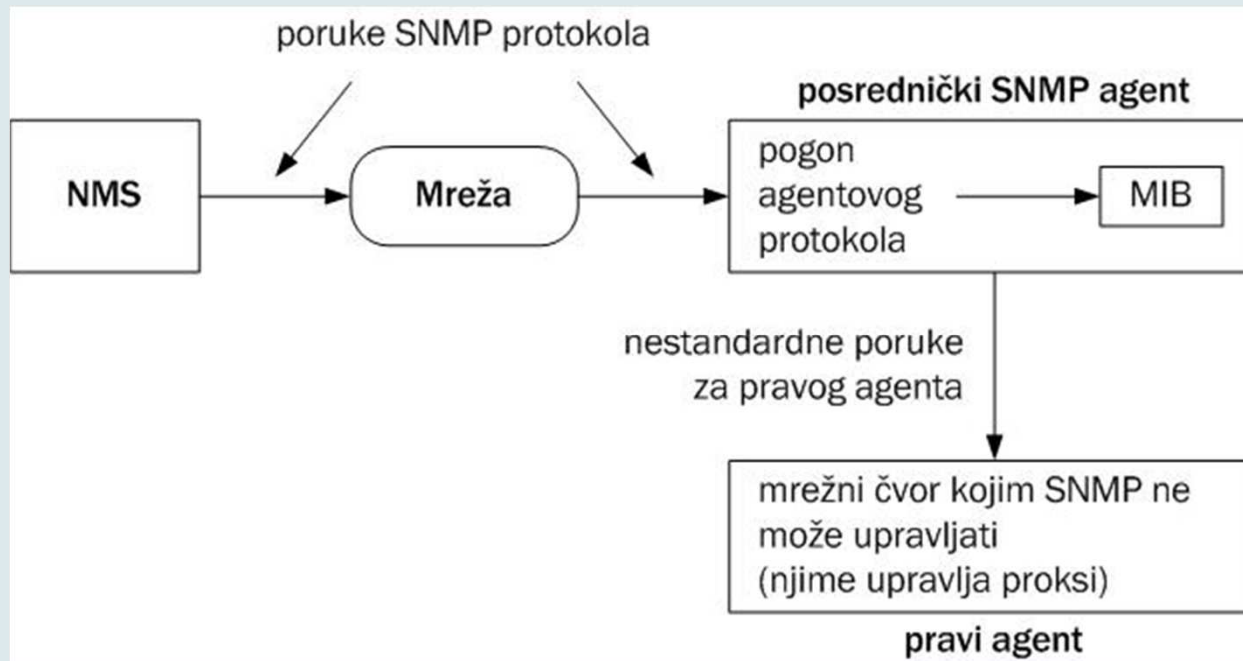 poruke SNMP protokola
NMS
Mreža
posrednički SNMP agent
pogon
agentovog
protokola
MIB
nestandardne poruke
za pravog agenta
mrežni čvor kojim SNMP ne
može upravljati
(njime upravlja proksi)
pravi agent